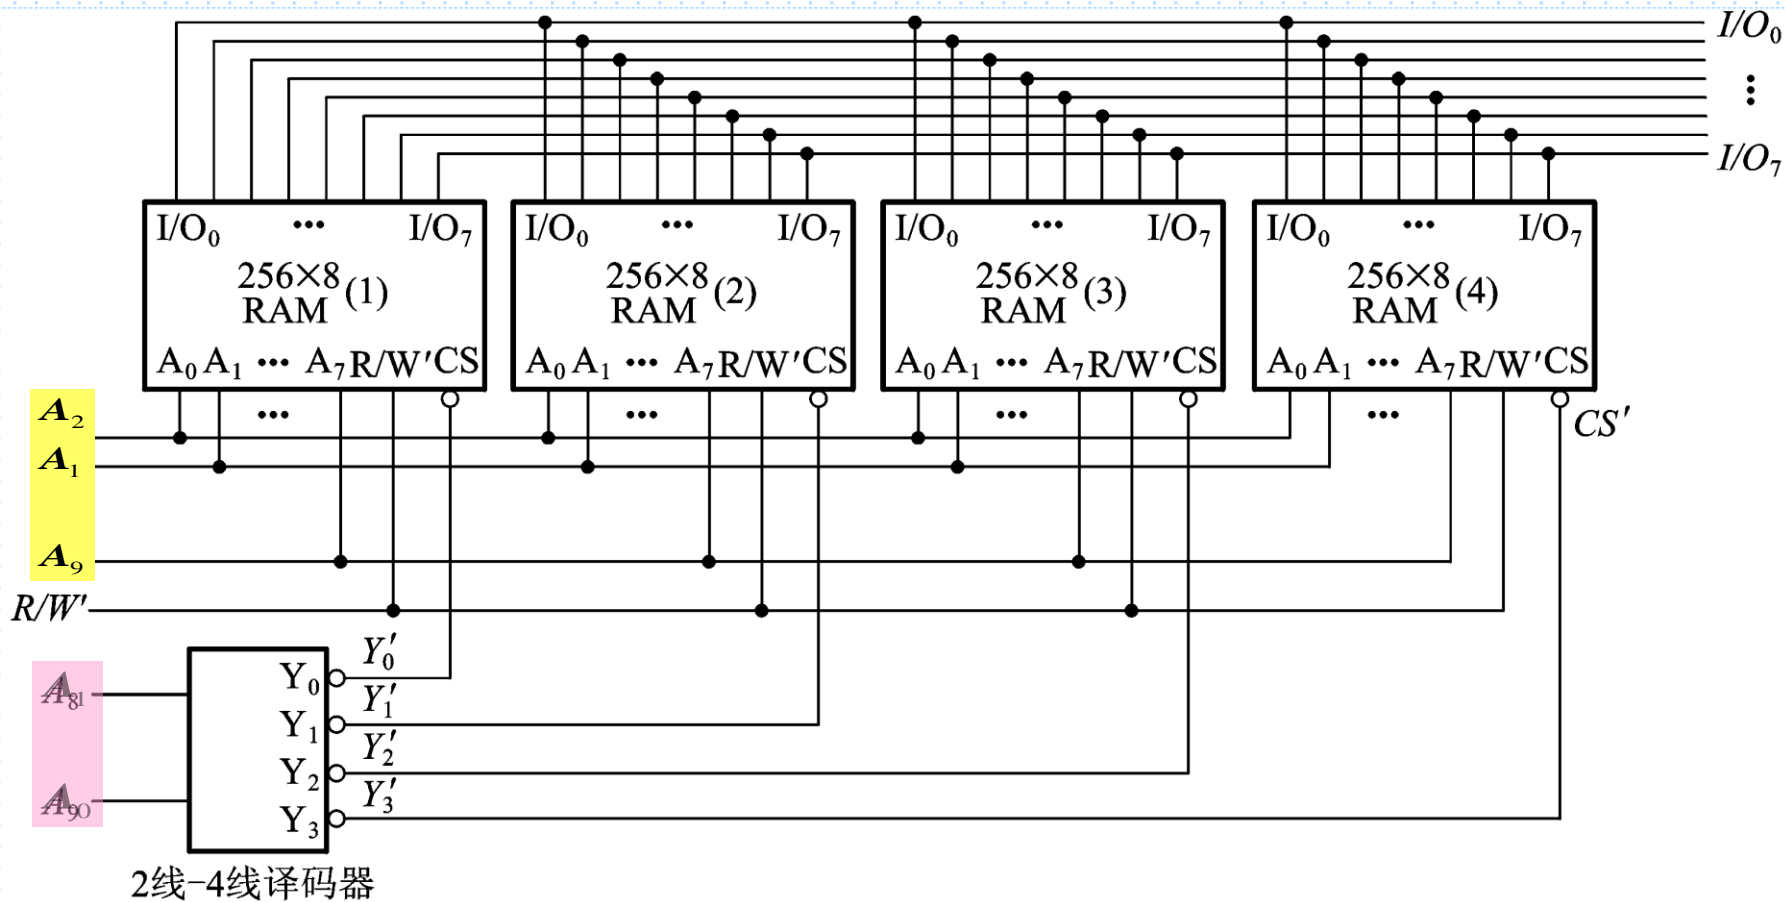 I/O₀
⋮
I/O₇
I/O₀ ··· I/O₇ I/O₀ ··· I/O₇ I/O₀ ··· I/O₇ I/O₀ ··· I/O₇
256×8 RAM (1) 256×8 RAM (2) 256×8 RAM (3) 256×8 RAM (4)
A₀ A₁ ··· A₇ R/W' CS A₀ A₁ ··· A₇ R/W' CS A₀ A₁ ··· A₇ R/W' CS A₀ A₁ ··· A₇ R/W' CS
A₂ ··· ··· ··· ··· CS'
A₁
A₉
R/W'
Y₀ Y₀'
Y₁ Y₁'
Y₂ Y₂'
Y₃ Y₃'
2线-4线译码器